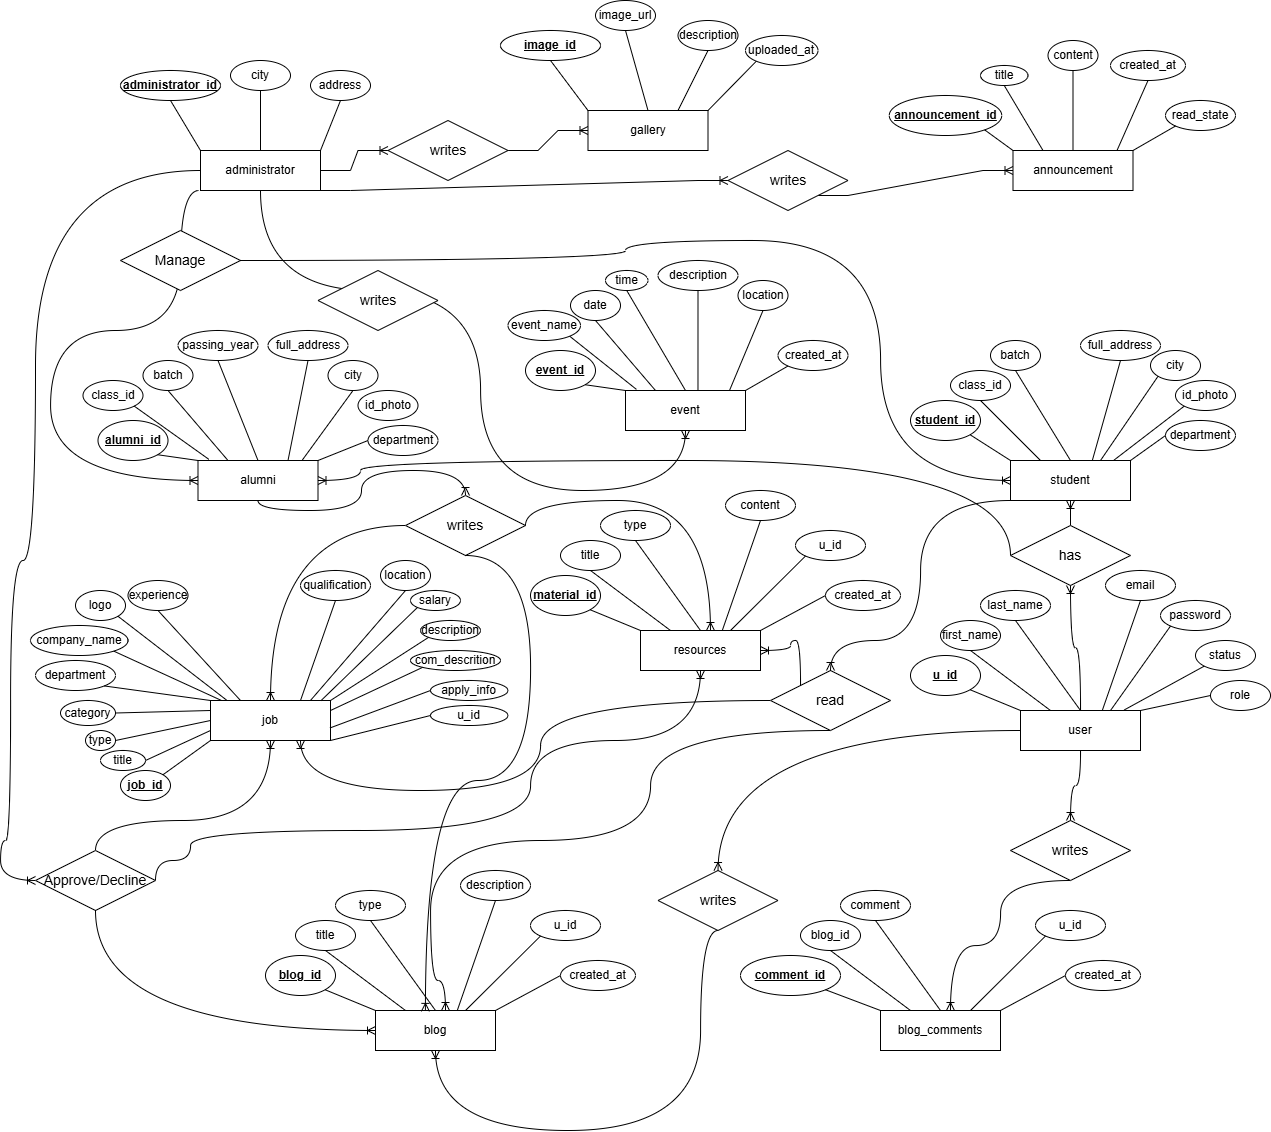 image_url
image_id
description
uploaded_at
content
title
created_at
announcement_id
read_state
administrator_id
city
address
gallery
administrator
writes
announcement
writes
Manage
writes
time
description
date
location
event_name
event_id
created_at
event
passing_year
full_address
batch
city
class_id
id_photo
alumni_id
department
alumni
full_address
batch
city
class_id
id_photo
student_id
department
student
writes
has
content
type
title
u_id
material_id
created_at
resources
read
qualification
location
experience
logo
salary
company_name
description
com_descrition
department
apply_info
category
u_id
type
title
job_id
job
email
last_name
password
first_name
status
u_id
role
user
Approve/Decline
writes
writes
description
type
title
u_id
blog_id
created_at
blog
comment
blog_id
u_id
comment_id
created_at
blog_comments